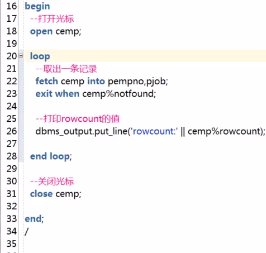 16 begin
17 --打开光标
18 open cemp;
19
20 loop
21 --取出一条记录
22 fetch cemp into pempno,pjob;
23 exit when cemp%notfound;
24
25 --打印rowcount的值
26 dbms_output.put_line('rowcount:' || cemp%rowcount);
27
28 end loop;
29
30 --关闭光标
31 close cemp;
32
33 end;
34 /
35